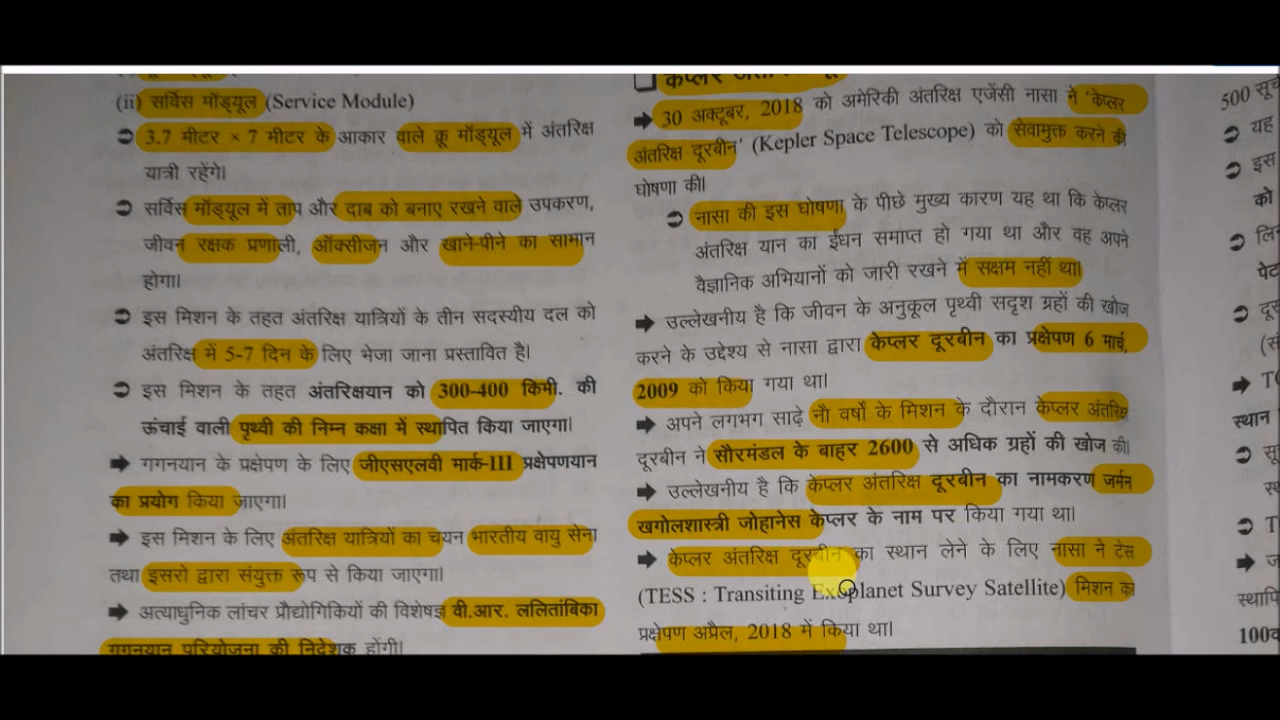 (ii) सर्विस मॉड्यूल (Service Module)
➲ 3.7 मीटर × 7 मीटर के आकार वाले क्रू मॉड्यूल में अंतरिक्ष
यात्री रहेंगे।
➲ सर्विस मॉड्यूल में ताप और दाब को बनाए रखने वाले उपकरण,
जीवन रक्षक प्रणाली, ऑक्सीजन और खाने-पीने का सामान
होगा।
➲ इस मिशन के तहत अंतरिक्ष यात्रियों के तीन सदस्यीय दल को
अंतरिक्ष में 5-7 दिन के लिए भेजा जाना प्रस्तावित है।
➲ इस मिशन के तहत अंतरिक्षयान को 300-400 किमी. की
ऊंचाई वाली पृथ्वी की निम्न कक्षा में स्थापित किया जाएगा।
➡ गगनयान के प्रक्षेपण के लिए जीएसएलवी मार्क-III प्रक्षेपणयान
का प्रयोग किया जाएगा।
➡ इस मिशन के लिए अंतरिक्ष यात्रियों का चयन भारतीय वायु सेना
तथा इसरो द्वारा संयुक्त रूप से किया जाएगा।
➡ अत्याधुनिक लांचर प्रौद्योगिकियों की विशेषज्ञ वी.आर. ललितांबिका
गगनयान परियोजना की निदेशक होंगी।
❑ केप्लर
➡ 30 अक्टूबर, 2018 को अमेरिकी अंतरिक्ष एजेंसी नासा ने 'केप्लर
अंतरिक्ष दूरबीन' (Kepler Space Telescope) को सेवामुक्त करने की
घोषणा की।
➲ नासा की इस घोषणा के पीछे मुख्य कारण यह था कि केप्लर
अंतरिक्ष यान का ईंधन समाप्त हो गया था और वह अपने
वैज्ञानिक अभियानों को जारी रखने में सक्षम नहीं था।
➡ उल्लेखनीय है कि जीवन के अनुकूल पृथ्वी सदृश ग्रहों की खोज
करने के उद्देश्य से नासा द्वारा केप्लर दूरबीन का प्रक्षेपण 6 मार्च,
2009 को किया गया था।
➡ अपने लगभग साढ़े नौ वर्षों के मिशन के दौरान केप्लर अंतरिक्ष
दूरबीन ने सौरमंडल के बाहर 2600 से अधिक ग्रहों की खोज की।
➡ उल्लेखनीय है कि केप्लर अंतरिक्ष दूरबीन का नामकरण जर्मन
खगोलशास्त्री जोहानेस केप्लर के नाम पर किया गया था।
➡ केप्लर अंतरिक्ष दूरबीन का स्थान लेने के लिए नासा ने टेस
(TESS : Transiting Exoplanet Survey Satellite) मिशन का
प्रक्षेपण अप्रैल, 2018 में किया था।
500
➲ यह
➲ इस
को
➲
➲
➡
स्थान
➲
➲
➡